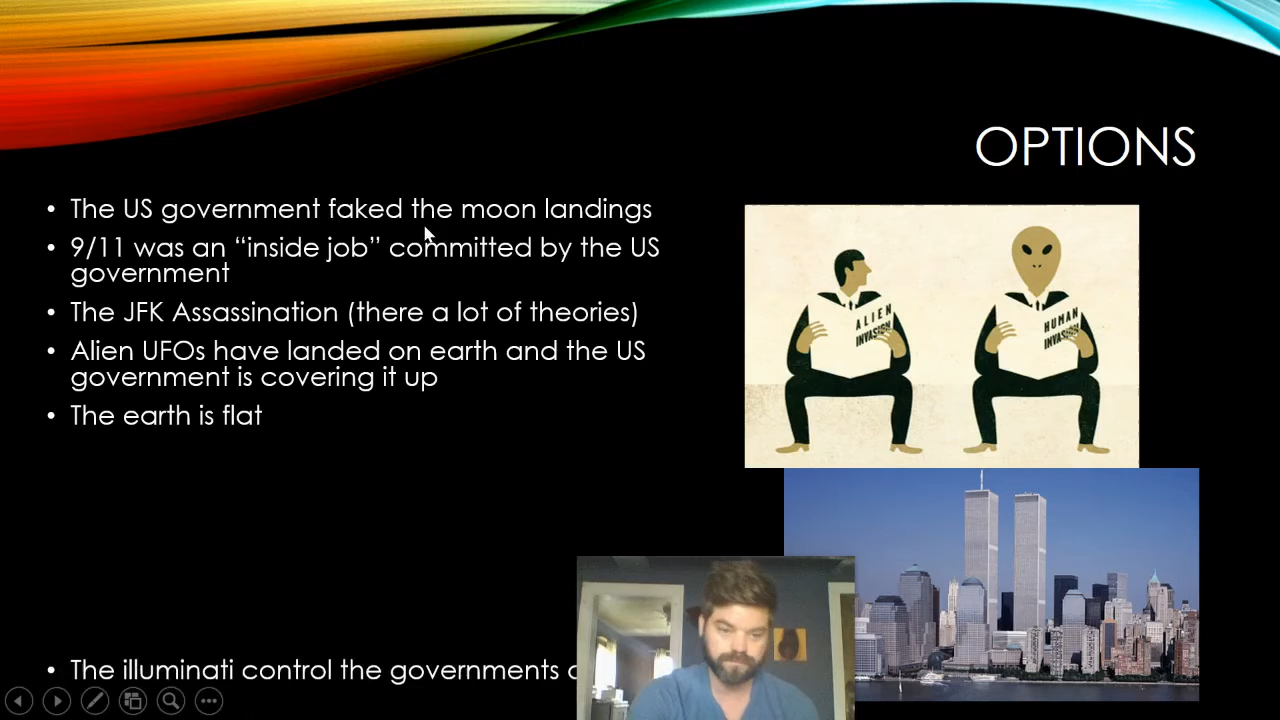 OPTIONS
• The US government faked the moon landings
• 9/11 was an “inside job” committed by the US
government
• The JFK Assassination (there a lot of theories)
• Alien UFOs have landed on earth and the US
government is covering it up
• The earth is flat
• The illuminati control the governments
ALIEN
INVASION
HUMAN
INVASION